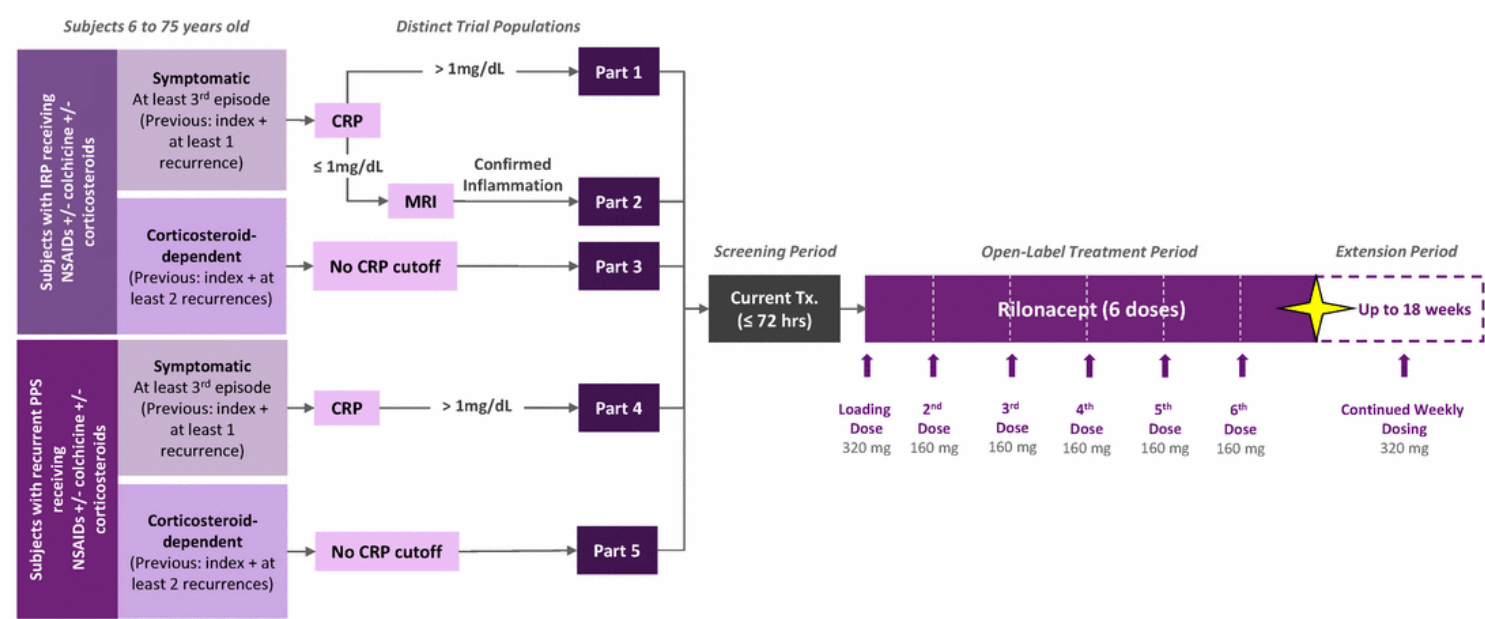 Subjects 6 to 75 years old
Distinct Trial Populations
Subjects with IRP receiving
NSAIDs +/- colchicine +/-
corticosteroids
Symptomatic
At least 3rd episode
(Previous: index +
at least 1
recurrence)
CRP
> 1mg/dL
Part 1
≤ 1mg/dL
MRI
Confirmed
Inflammation
Part 2
Corticosteroid-
dependent
(Previous: index + at
least 2 recurrences)
No CRP cutoff
Part 3
Subjects with recurrent PPS
receiving
NSAIDs +/- colchicine +/-
corticosteroids
Symptomatic
At least 3rd episode
(Previous: index +
at least 1
recurrence)
CRP
> 1mg/dL
Part 4
Corticosteroid-
dependent
(Previous: index + at
least 2 recurrences)
No CRP cutoff
Part 5
Screening Period
Current Tx.
(≤ 72 hrs)
Open-Label Treatment Period
Rilonacept (6 doses)
Extension Period
Up to 18 weeks
Loading
Dose
320 mg
2nd
Dose
160 mg
3rd
Dose
160 mg
4th
Dose
160 mg
5th
Dose
160 mg
6th
Dose
160 mg
Continued Weekly
Dosing
320 mg